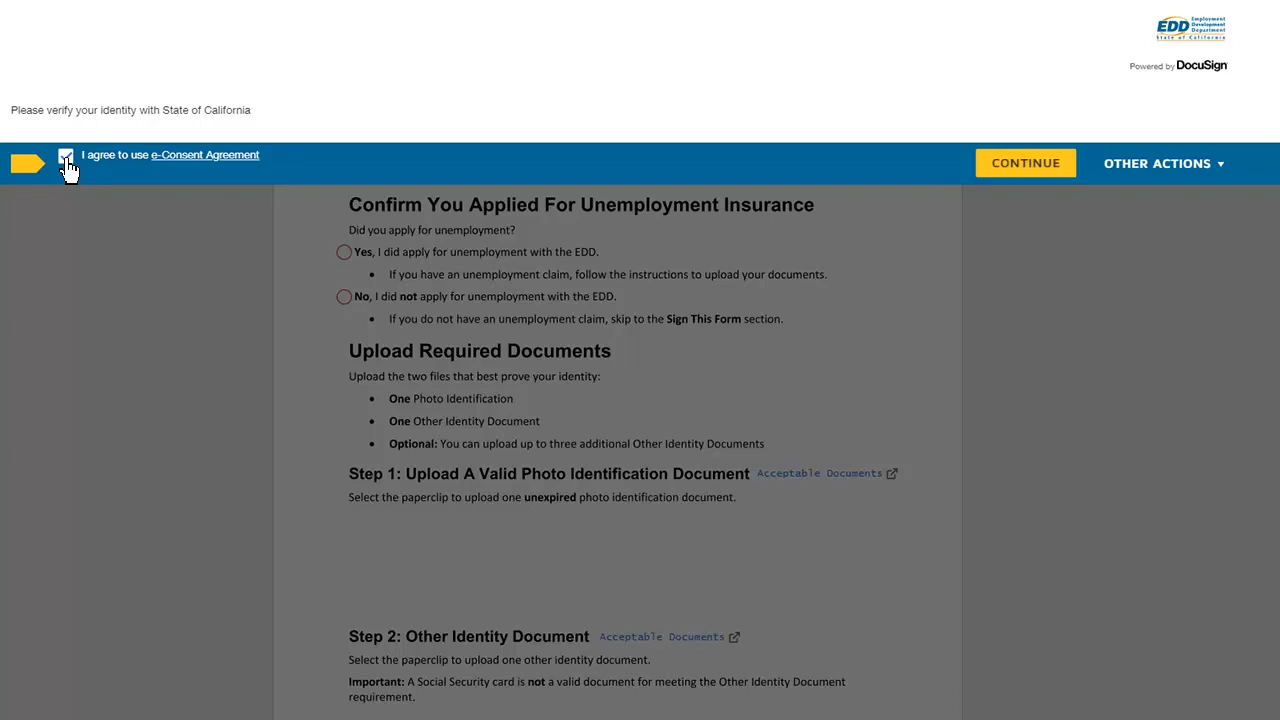 EDD
Employment
Development
Department
State of California
Powered by DocuSign
Please verify your identity with State of California
I agree to use e-Consent Agreement
CONTINUE
OTHER ACTIONS
Confirm You Applied For Unemployment Insurance
Did you apply for unemployment?
Yes, I did apply for unemployment with the EDD.
• If you have an unemployment claim, follow the instructions to upload your documents.
No, I did not apply for unemployment with the EDD.
• If you do not have an unemployment claim, skip to the Sign This Form section.
Upload Required Documents
Upload the two files that best prove your identity:
• One Photo Identification
• One Other Identity Document
• Optional: You can upload up to three additional Other Identity Documents
Step 1: Upload A Valid Photo Identification Document Acceptable Documents
Select the paperclip to upload one unexpired photo identification document.
Step 2: Other Identity Document Acceptable Documents
Select the paperclip to upload one other identity document.
Important: A Social Security card is not a valid document for meeting the Other Identity Document
requirement.